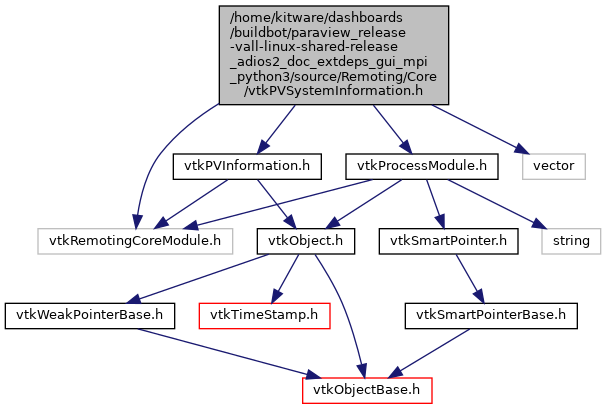 /home/kitware/dashboards
/buildbot/paraview_release
-vall-linux-shared-release
_adios2_doc_extdeps_gui_mpi
_python3/source/Remoting/Core
/vtkPVSystemInformation.h
vtkPVInformation.h
vtkProcessModule.h
vector
vtkRemotingCoreModule.h
vtkObject.h
vtkSmartPointer.h
string
vtkWeakPointerBase.h
vtkTimeStamp.h
vtkSmartPointerBase.h
vtkObjectBase.h